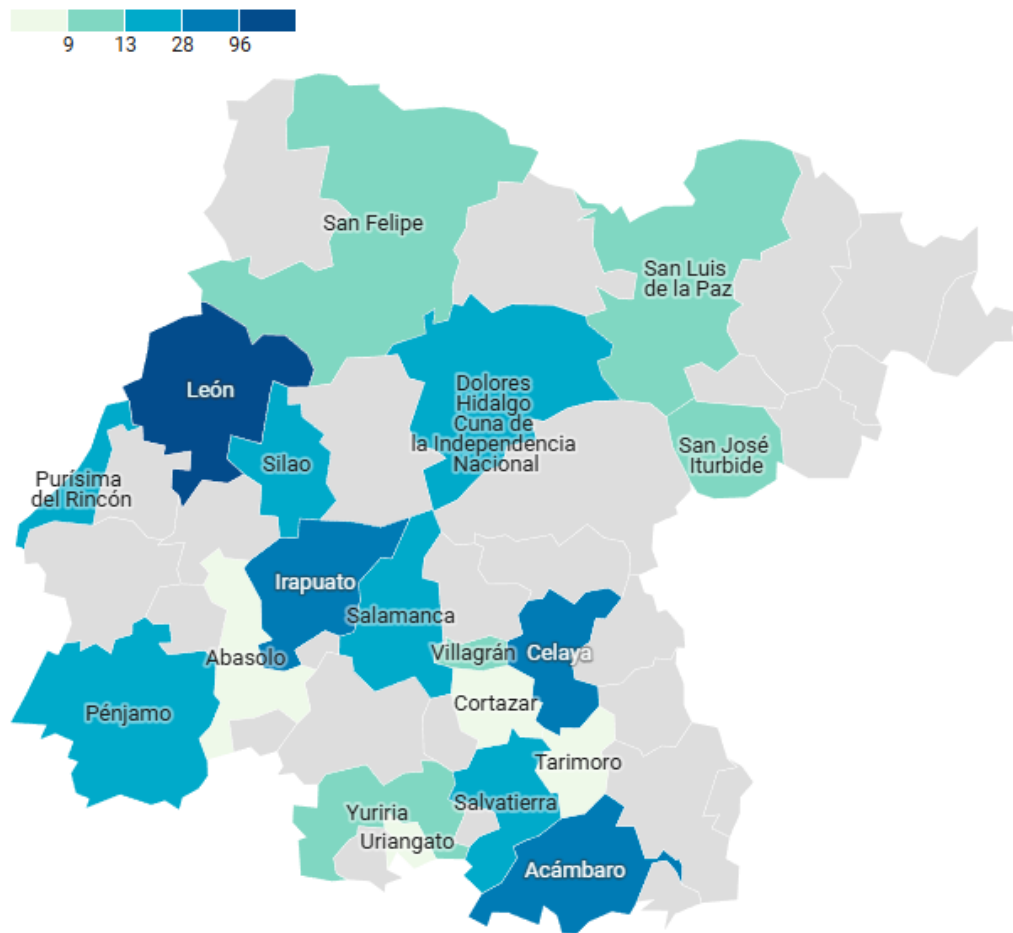 9 13 28 96
San Felipe
San Luis
de la Paz
León
Dolores
Hidalgo
Cuna de
la Independencia
Nacional
San José
Iturbide
Silao
Purísima
del Rincón
Irapuato
Salamanca
Villagrán
Celaya
Abasolo
Cortazar
Pénjamo
Tarimoro
Salvatierra
Yuriria
Uriangato
Acámbaro